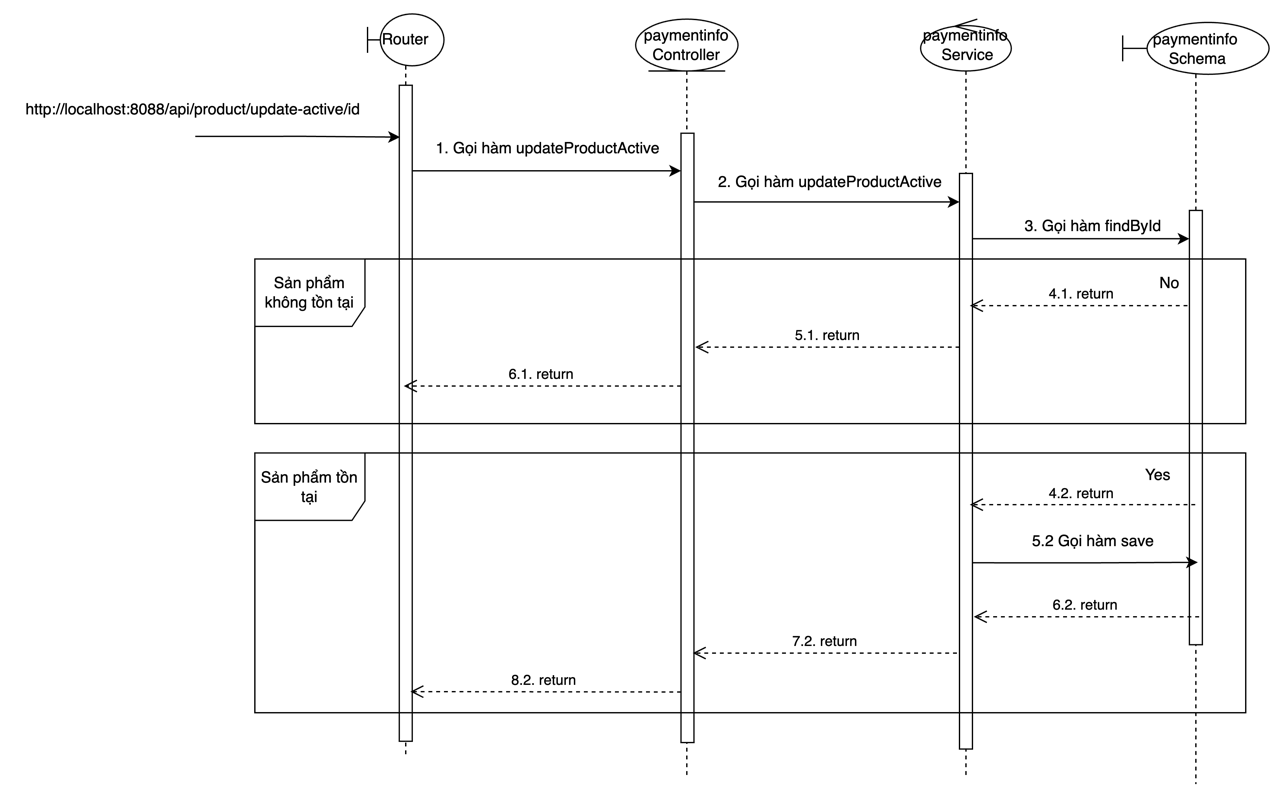 Router
paymentinfo
Controller
paymentinfo
Service
paymentinfo
Schema
http://localhost:8088/api/product/update-active/id
1. Gọi hàm updateProductActive
2. Gọi hàm updateProductActive
3. Gọi hàm findById
Sản phẩm
không tồn tại
No
4.1. return
5.1. return
6.1. return
Sản phẩm tồn
tại
Yes
4.2. return
5.2 Gọi hàm save
6.2. return
7.2. return
8.2. return